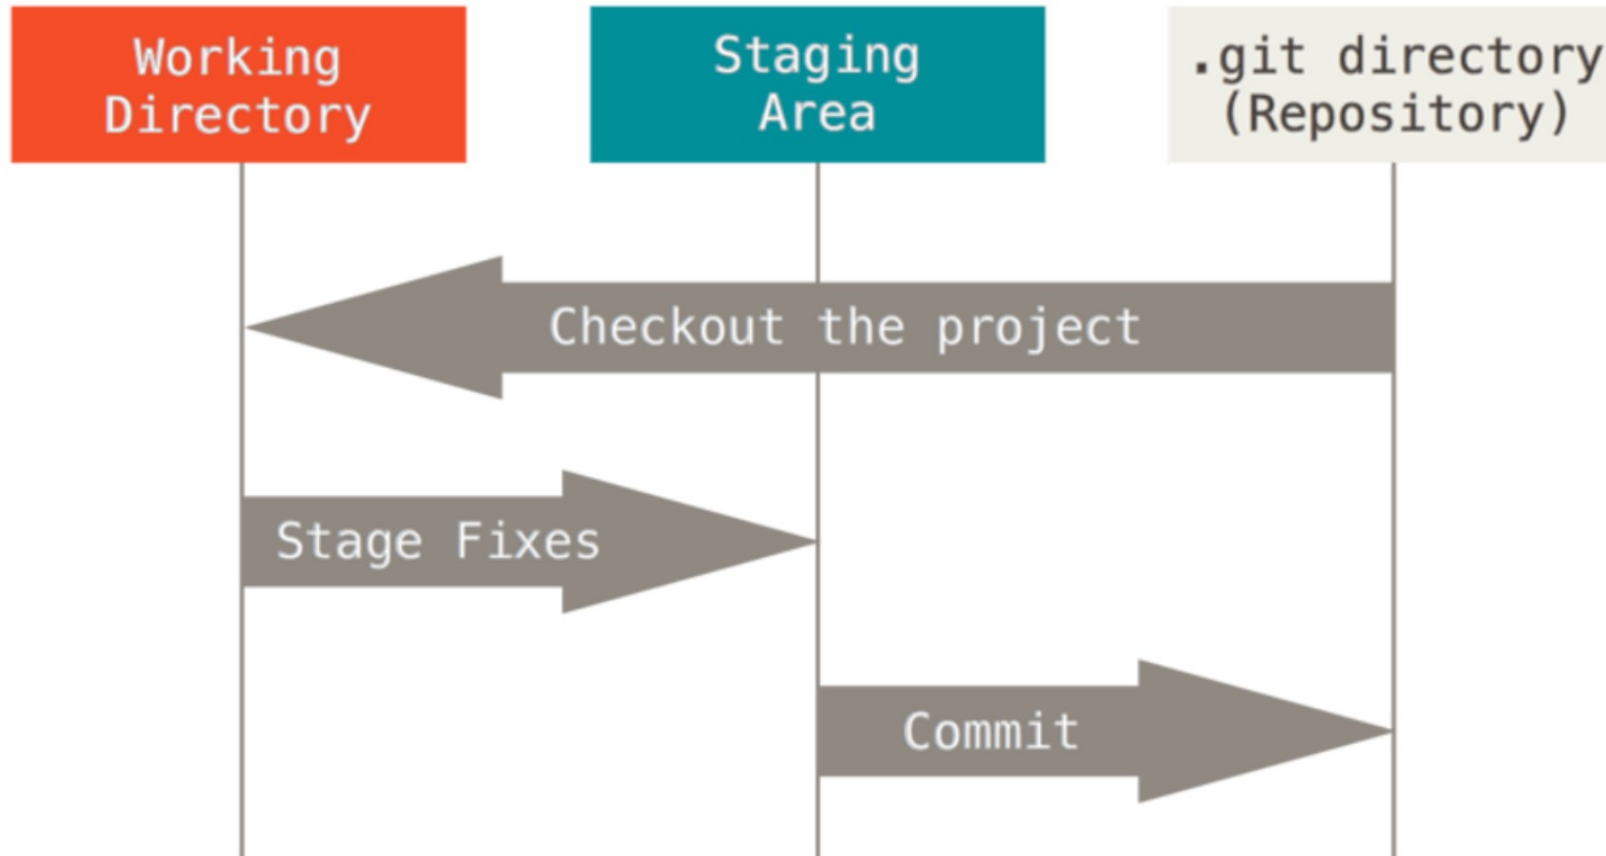 Working
Directory
Staging
Area
.git directory
(Repository)
Checkout the project
Stage Fixes
Commit